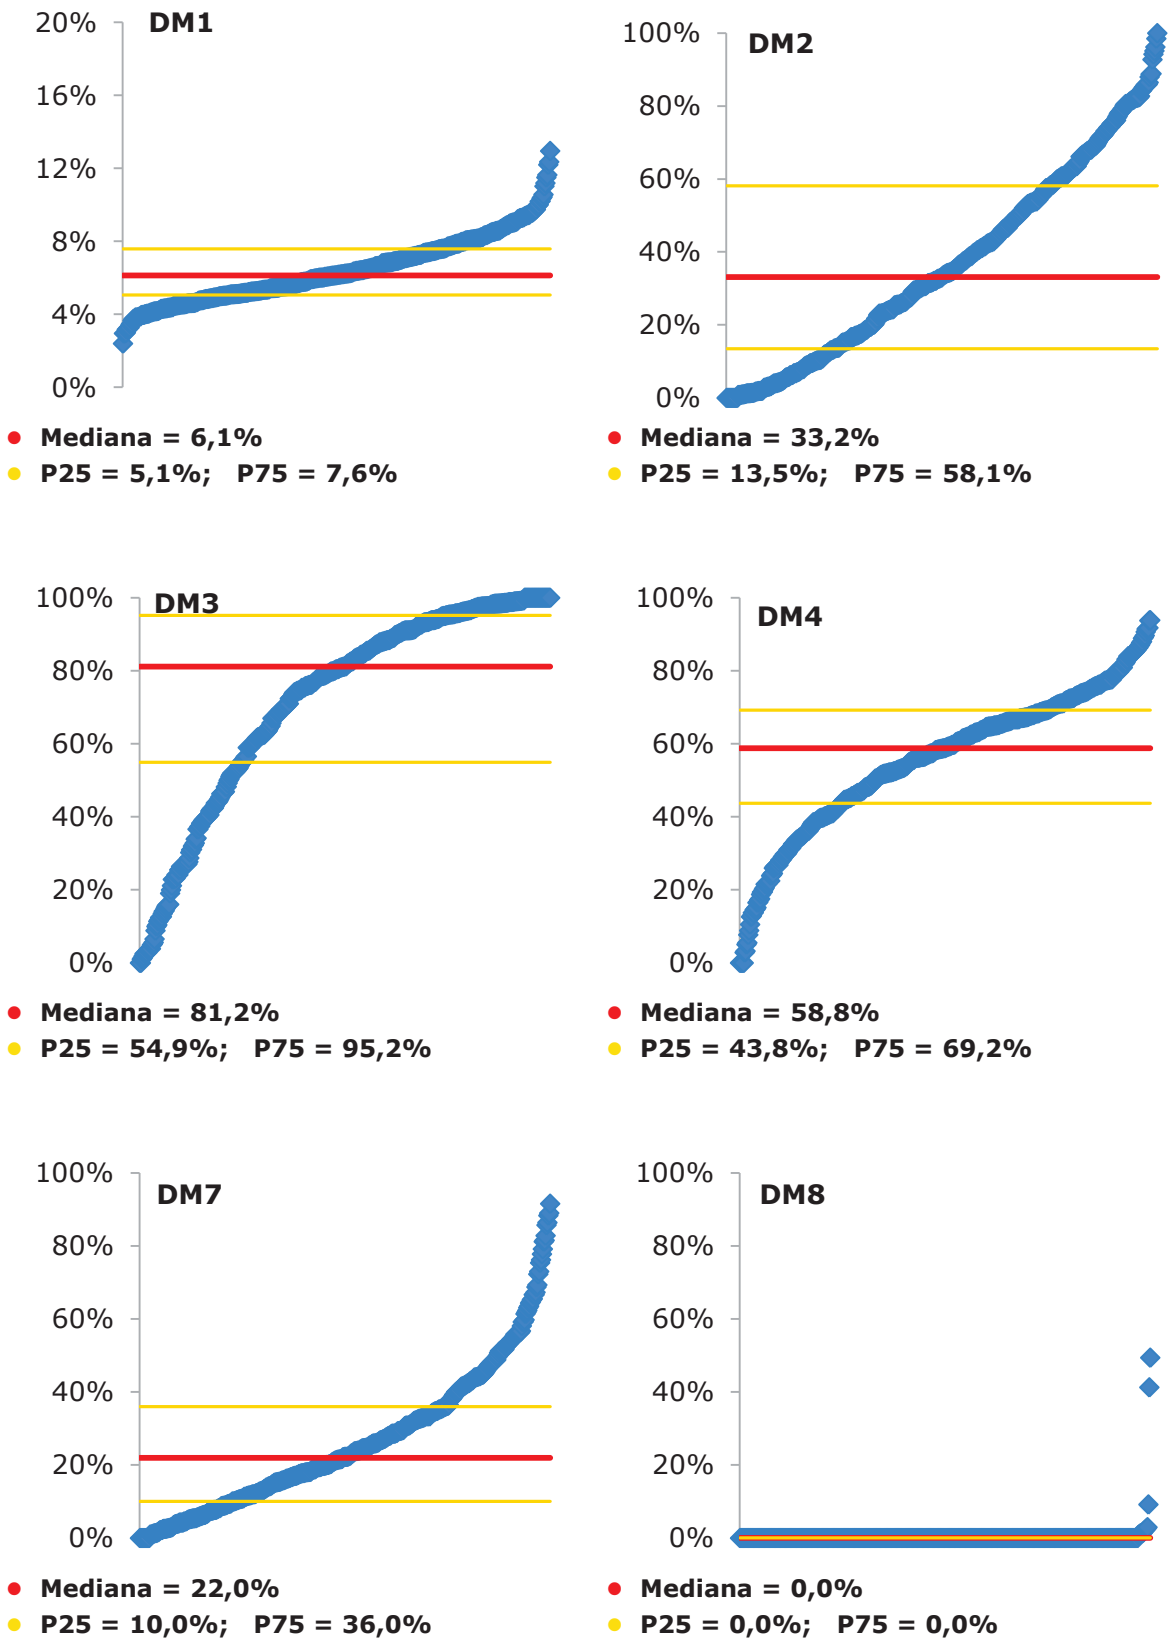 DM1
20%
16%
12%
8%
4%
0%
• Mediana = 6,1%
• P25 = 5,1%; P75 = 7,6%
DM2
100%
80%
60%
40%
20%
0%
• Mediana = 33,2%
• P25 = 13,5%; P75 = 58,1%
DM3
100%
80%
60%
40%
20%
0%
• Mediana = 81,2%
• P25 = 54,9%; P75 = 95,2%
DM4
100%
80%
60%
40%
20%
0%
• Mediana = 58,8%
• P25 = 43,8%; P75 = 69,2%
DM7
100%
80%
60%
40%
20%
0%
• Mediana = 22,0%
• P25 = 10,0%; P75 = 36,0%
DM8
100%
80%
60%
40%
20%
0%
• Mediana = 0,0%
• P25 = 0,0%; P75 = 0,0%